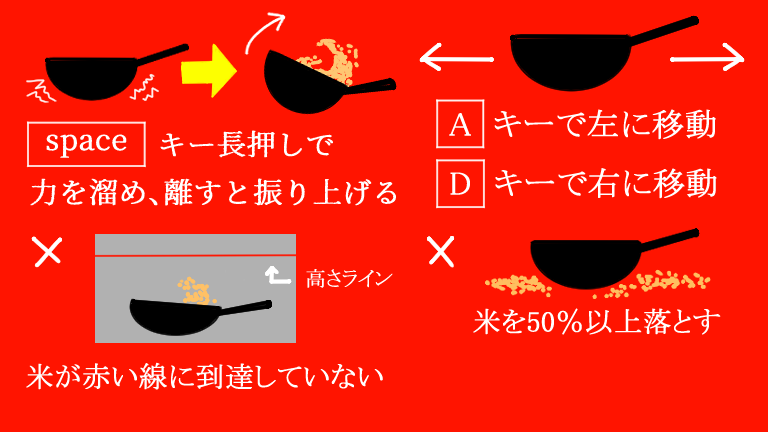 space キー長押しで
力を溜め、離すと振り上げる
A キーで左に移動
D キーで右に移動
高さライン
米が赤い線に到達していない
米を50%以上落とす